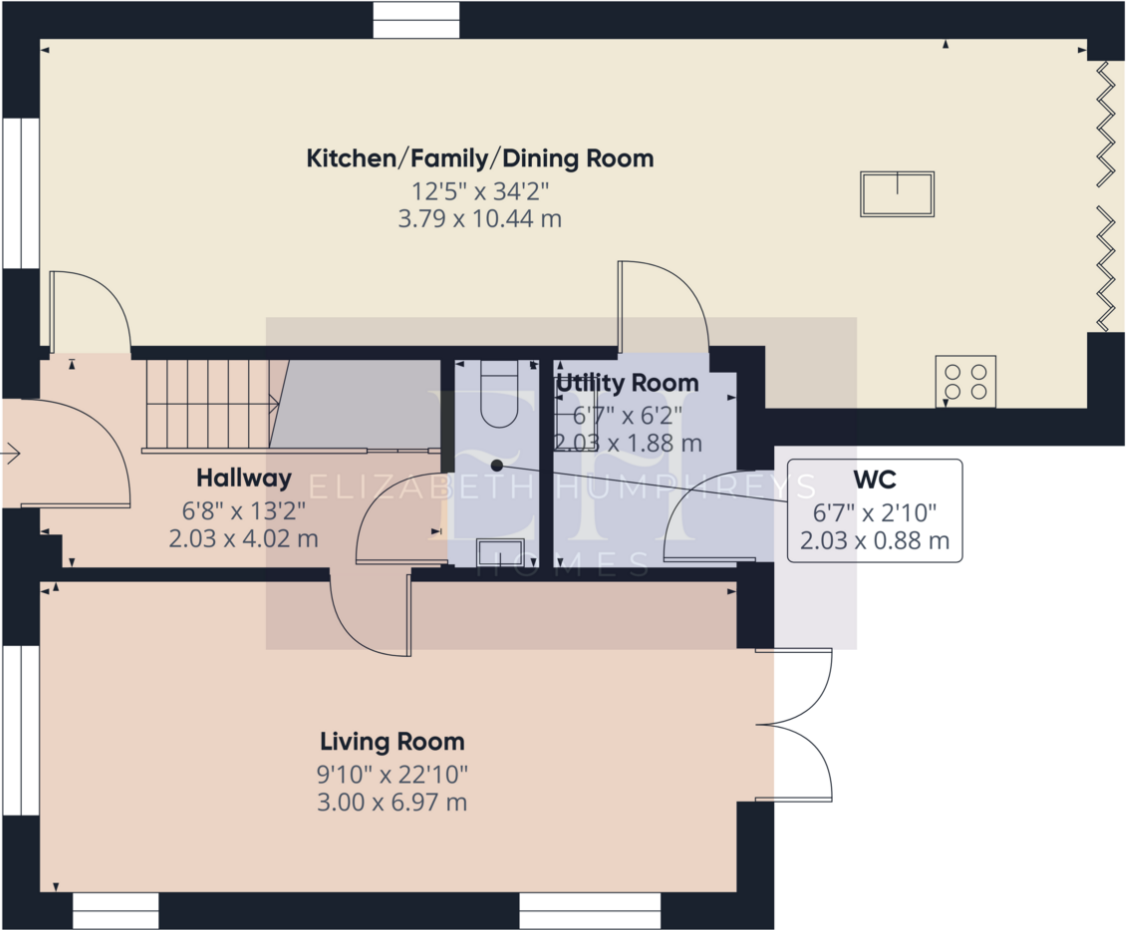 Kitchen/Family/Dining Room
12'5" x 34'2"
3.79 x 10.44 m
Utility Room
6'7" x 6'2"
2.03 x 1.88 m
Hallway
6'8" x 13'2"
2.03 x 4.02 m
WC
6'7" x 2'10"
2.03 x 0.88 m
EH
ELIZABETH HUMPHREYS
HOMES
Living Room
9'10" x 22'10"
3.00 x 6.97 m